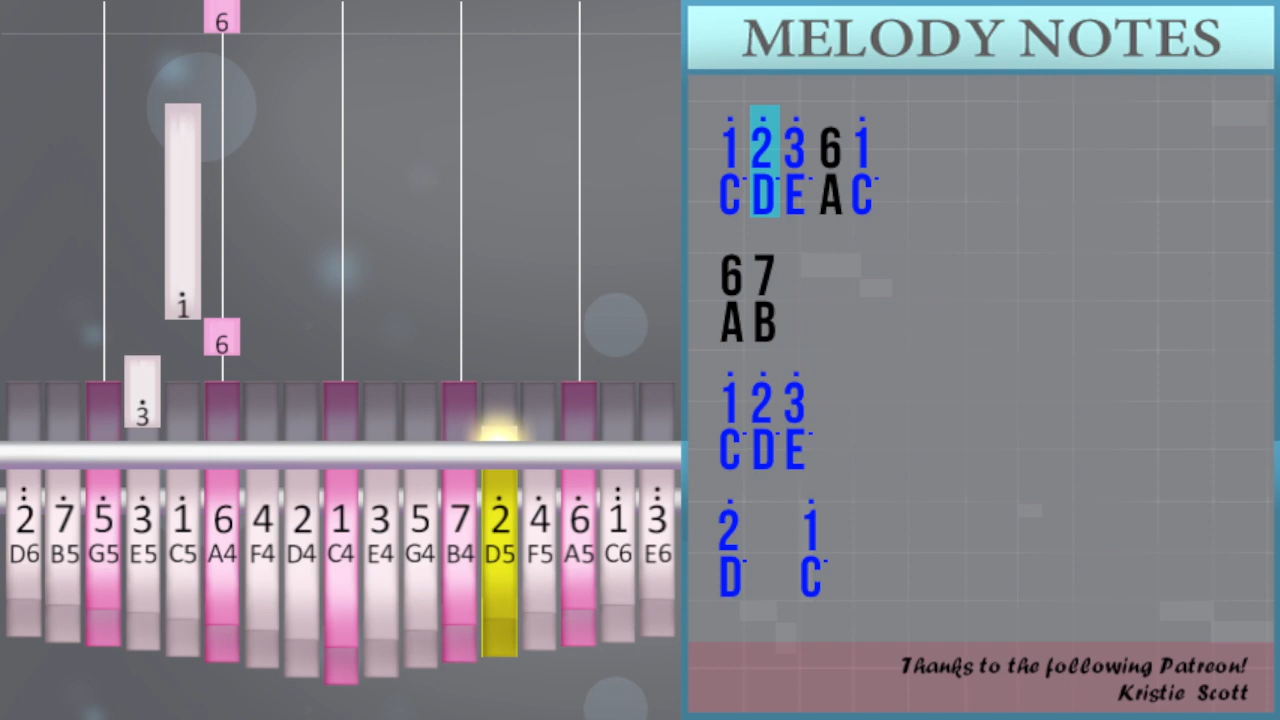 6
MELODY NOTES
1̇ 2̇ 3̇ 6 1̇
C˙ D˙ E˙ A C˙
6 7
A B
1̇
6
1̇ 2̇ 3̇
C˙ D˙ E˙
3̇
2̈ 7̇ 5̇ 3̇ 1̇ 6 4 2 1 3 5 7 2̇ 4̇ 6̇ 1̈ 3̈
D6 B5 G5 E5 C5 A4 F4 D4 C4 E4 G4 B4 D5 F5 A5 C6 E6
2̇ 1̇
D˙ C˙
Thanks to the following Patreon!
Kristie Scott